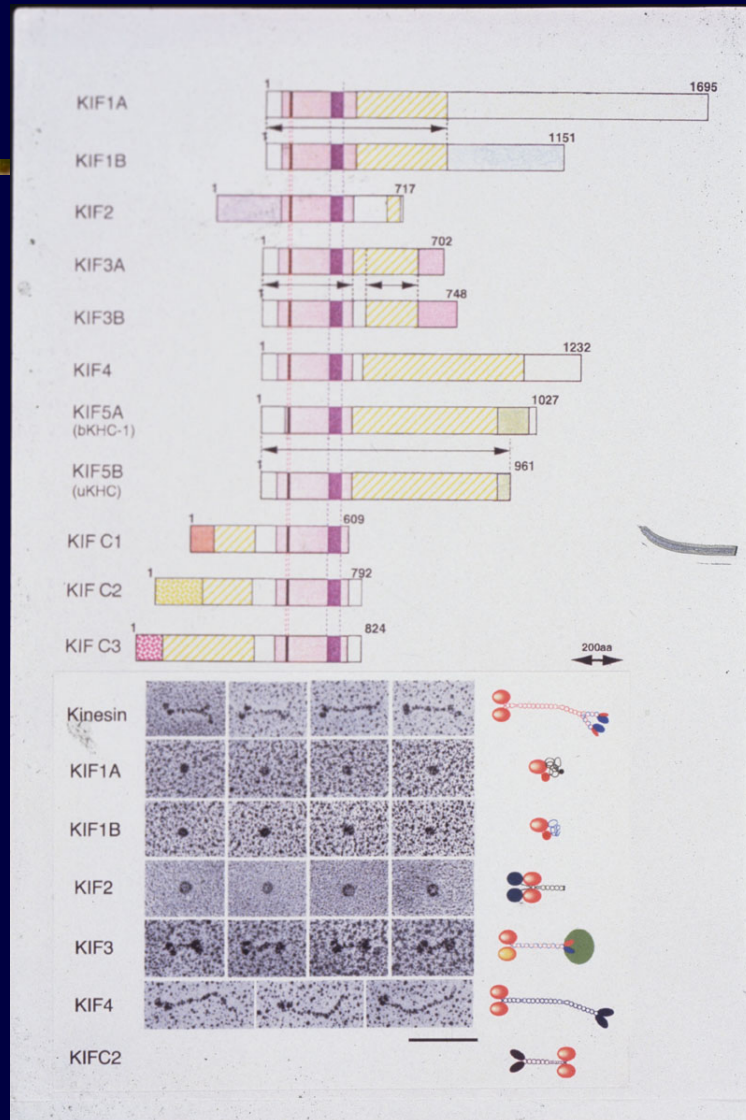 1 1695
KIF1A
1 1151
KIF1B
1 717
KIF2
1 702
KIF3A
1 748
KIF3B
1 1232
KIF4
1 1027
KIF5A
(bKHC-1)
1 961
KIF5B
(uKHC)
1 609
KIF C1
1 792
KIF C2
1 824
KIF C3
200aa
Kinesin
KIF1A
KIF1B
KIF2
KIF3
KIF4
KIFC2